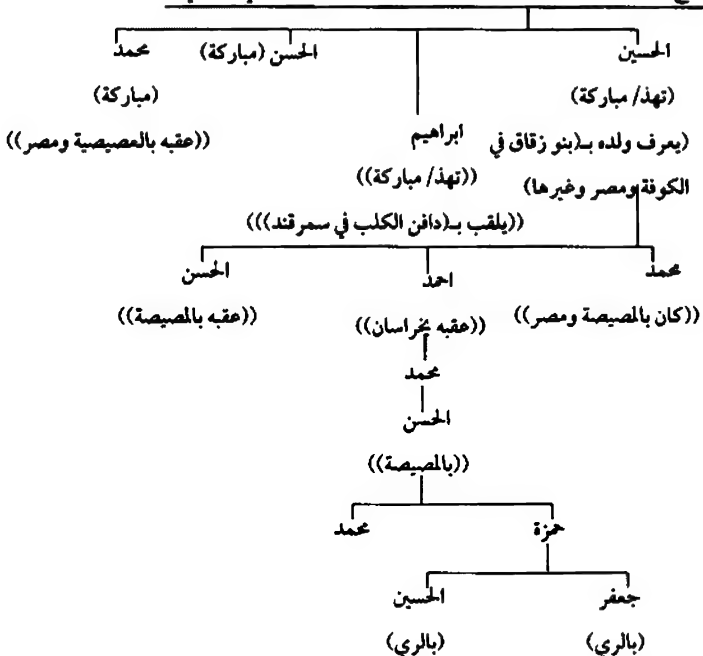 الحسين
الحسن (مباركة)
محمد
(تهذ/ مباركة)
(مباركة)
ابراهيم
(يعرف ولده بـ(بنو زقاق في
((عقبه بالعصيصية ومصر))
((تهذ/ مباركة))
الكوفة ومصر وغيرها)
((يلقب بـ(دافن الكلب في سمرقند)))
محمد
احمد
الحسن
((كان بالمصيصة ومصر))
((عقبه بخراسان))
((عقبه بالمصيصة))
محمد
الحسن
((بالمصيصة))
حمزة
محمد
جعفر
الحسين
(بالري)
(بالري)